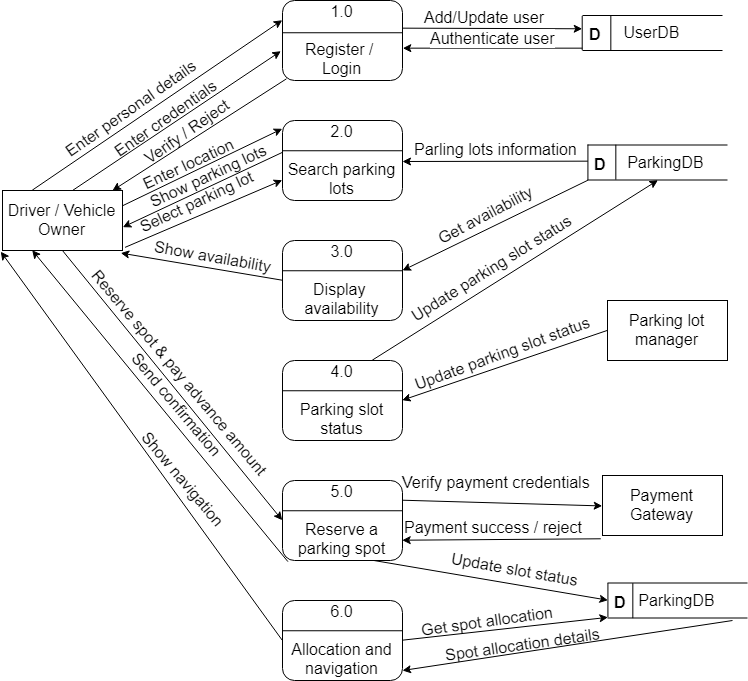 1.0
Register /
Login
Add/Update user
Authenticate user
D
UserDB
Enter personal details
Enter credentials
Verify / Reject
2.0
Search parking
lots
Parling lots information
D
ParkingDB
Enter location
Show parking lots
Select parking lot
Driver / Vehicle
Owner
Get availability
3.0
Display
availability
Show availability
Update parking slot status
Parking lot
manager
4.0
Parking slot
status
Update parking slot status
Reserve spot & pay advance amount
Send confirmation
Show navigation
5.0
Reserve a
parking spot
Verify payment credentials
Payment success / reject
Payment
Gateway
Update slot status
D
ParkingDB
6.0
Allocation and
navigation
Get spot allocation
Spot allocation details